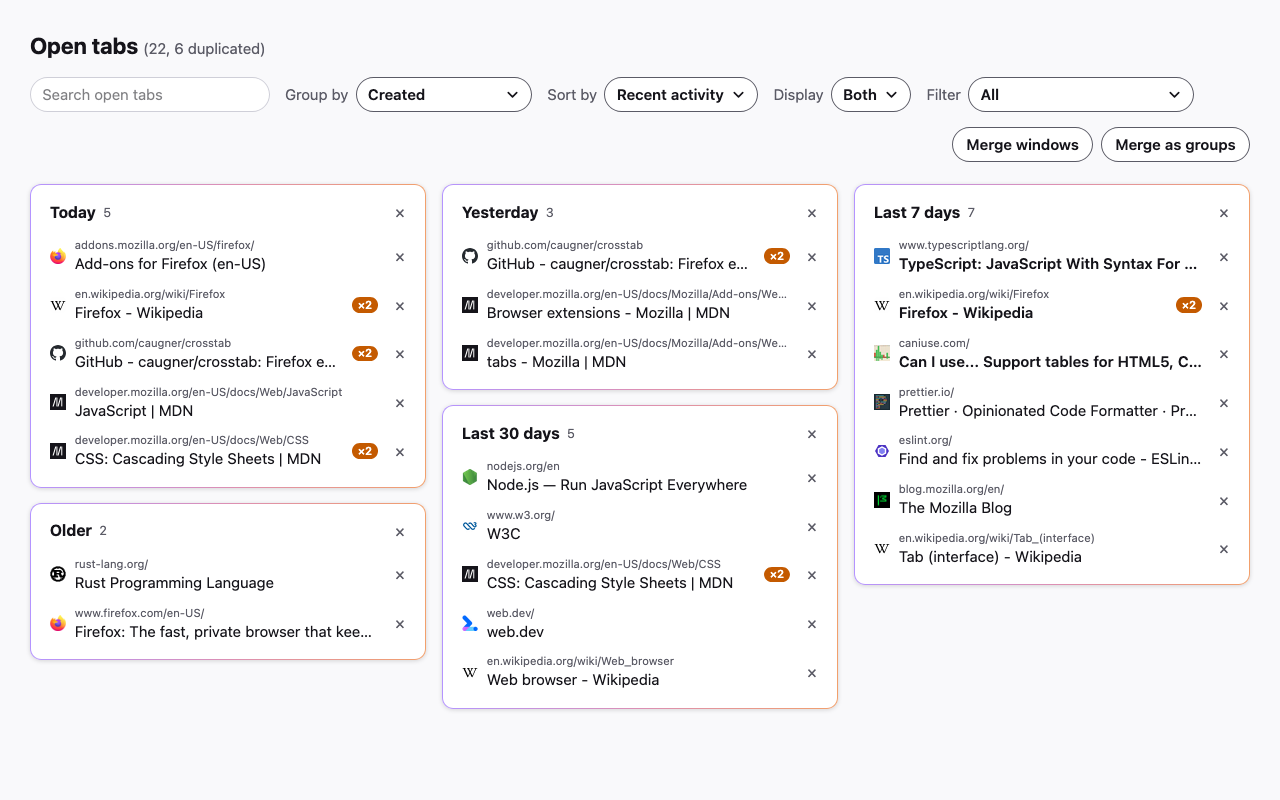 Open tabs (22, 6 duplicated)
Search open tabs
Group by Created
Sort by Recent activity
Display Both
Filter All
Merge windows
Merge as groups
Today 5
addons.mozilla.org/en-US/firefox/
Add-ons for Firefox (en-US)
en.wikipedia.org/wiki/Firefox
Firefox - Wikipedia
×2
github.com/caugner/crosstab
GitHub - caugner/crosstab: Firefox e...
×2
developer.mozilla.org/en-US/docs/Web/JavaScript
JavaScript | MDN
developer.mozilla.org/en-US/docs/Web/CSS
CSS: Cascading Style Sheets | MDN
×2
Older 2
rust-lang.org/
Rust Programming Language
www.firefox.com/en-US/
Firefox: The fast, private browser that kee...
Yesterday 3
github.com/caugner/crosstab
GitHub - caugner/crosstab: Firefox e...
×2
developer.mozilla.org/en-US/docs/Mozilla/Add-ons/We...
Browser extensions - Mozilla | MDN
developer.mozilla.org/en-US/docs/Mozilla/Add-ons/We...
tabs - Mozilla | MDN
Last 30 days 5
nodejs.org/en
Node.js — Run JavaScript Everywhere
www.w3.org/
W3C
developer.mozilla.org/en-US/docs/Web/CSS
CSS: Cascading Style Sheets | MDN
×2
web.dev/
web.dev
en.wikipedia.org/wiki/Web_browser
Web browser - Wikipedia
Last 7 days 7
www.typescriptlang.org/
TypeScript: JavaScript With Syntax For ...
en.wikipedia.org/wiki/Firefox
Firefox - Wikipedia
×2
caniuse.com/
Can I use... Support tables for HTML5, C...
prettier.io/
Prettier · Opinionated Code Formatter · Pr...
eslint.org/
Find and fix problems in your code - ESLin...
blog.mozilla.org/en/
The Mozilla Blog
en.wikipedia.org/wiki/Tab_(interface)
Tab (interface) - Wikipedia